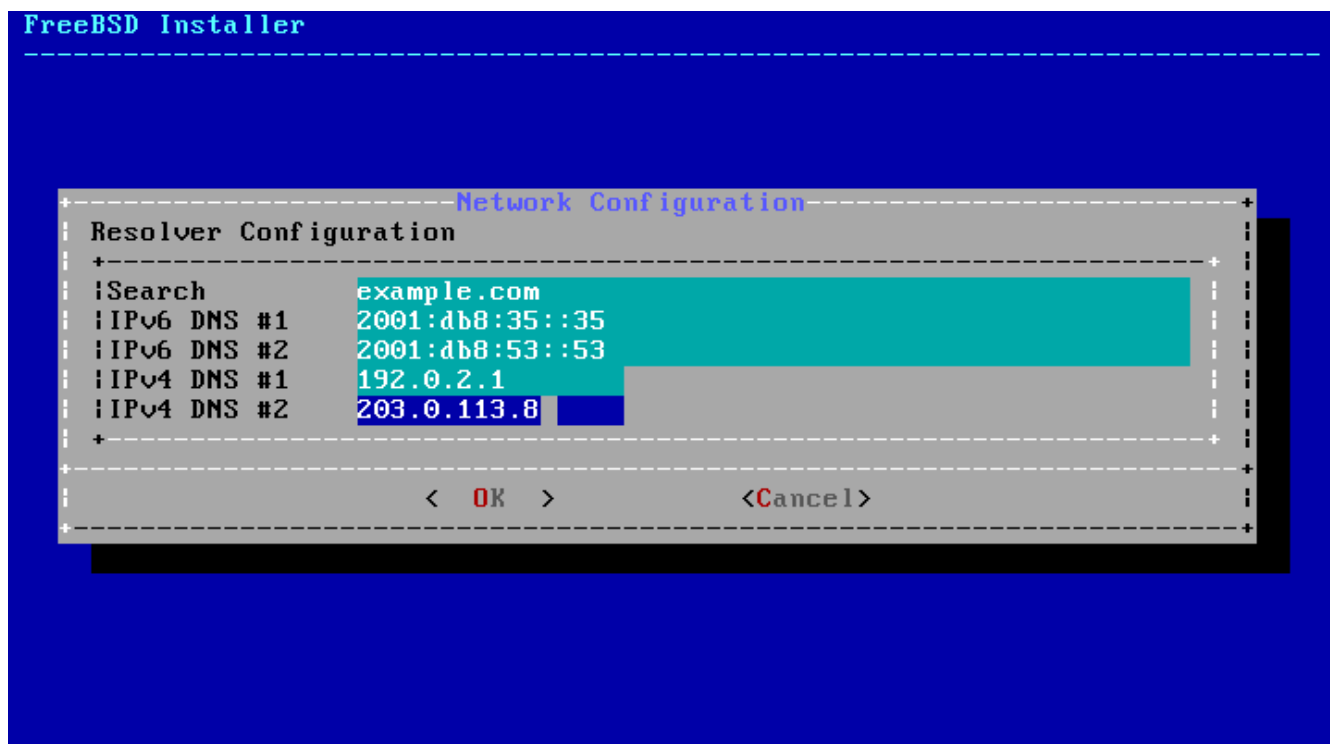 FreeBSD Installer
Network Configuration
Resolver Configuration
Search example.com
IPv6 DNS #1 2001:db8:35::35
IPv6 DNS #2 2001:db8:53::53
IPv4 DNS #1 192.0.2.1
IPv4 DNS #2 203.0.113.8
< OK > <Cancel>